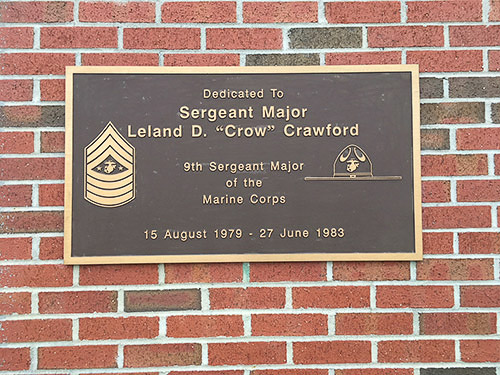 Dedicated To
Sergeant Major
Leland D. "Crow" Crawford
9th Sergeant Major
of the
Marine Corps
15 August 1979 - 27 June 1983